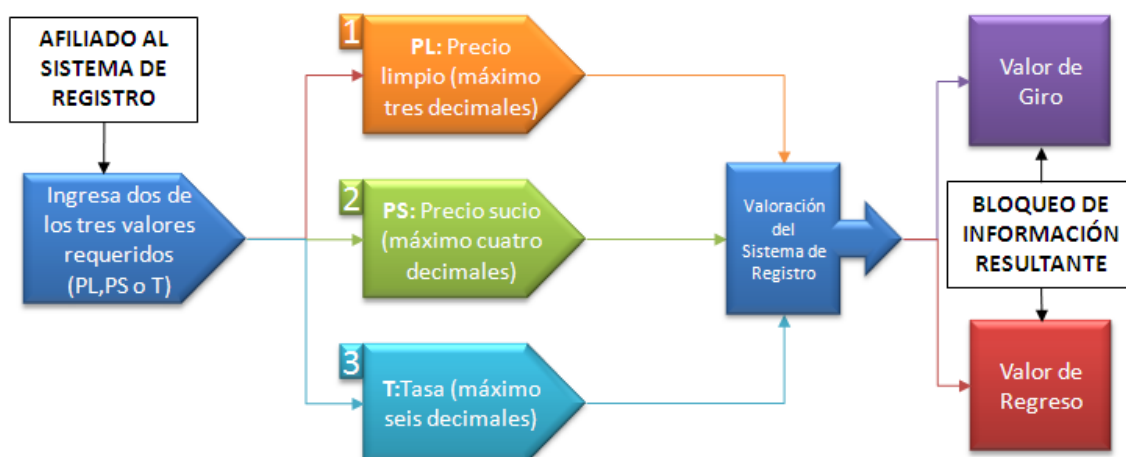 AFILIADO AL
SISTEMA DE
REGISTRO
Ingresa dos de
los tres valores
requeridos
(PL,PS o T)
1
PL: Precio
limpio (máximo
tres decimales)
2
PS: Precio sucio
(máximo cuatro
decimales)
3
T:Tasa (máximo
seis decimales)
Valoración
del
Sistema de
Registro
Valor de
Giro
BLOQUEO DE
INFORMACIÓN
RESULTANTE
Valor de
Regreso